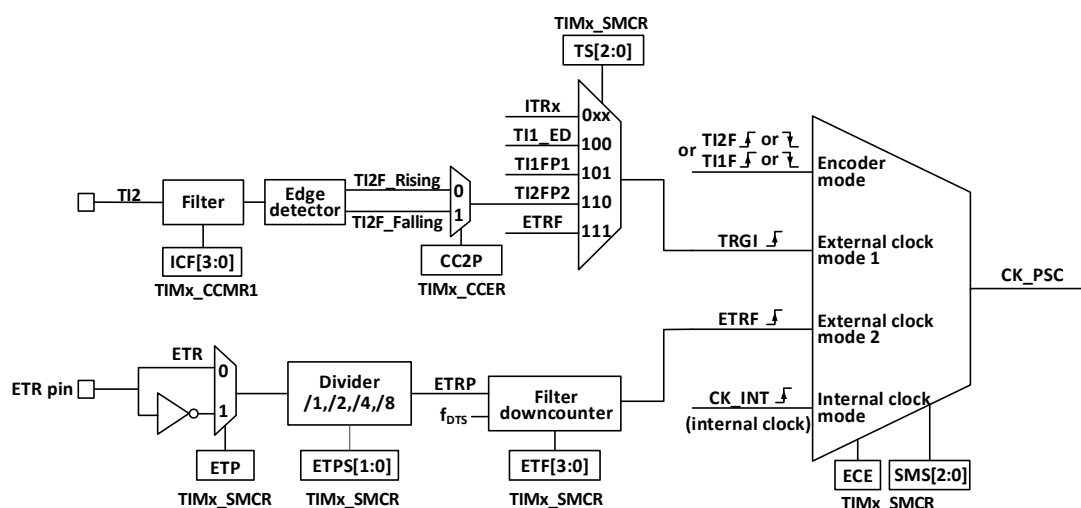 TIMx_SMCR
TS[2:0]
ITRx
0xx
TI1_ED
100
TI1FP1
101
TI2FP2
110
ETRF
111
TI2
Filter
ICF[3:0]
TIMx_CCMR1
Edge
detector
TI2F_Rising
TI2F_Falling
0
1
CC2P
TIMx_CCER
or TI2F or
TI1F or
Encoder
mode
TRGI
External clock
mode 1
ETRF
External clock
mode 2
CK_INT
(internal clock)
Internal clock
mode
CK_PSC
ECE
SMS[2:0]
TIMx_SMCR
ETR pin
ETR
0
1
ETP
TIMx_SMCR
Divider
/1,/2,/4,/8
ETPS[1:0]
TIMx_SMCR
ETRP
fDTS
Filter
downcounter
ETF[3:0]
TIMx_SMCR